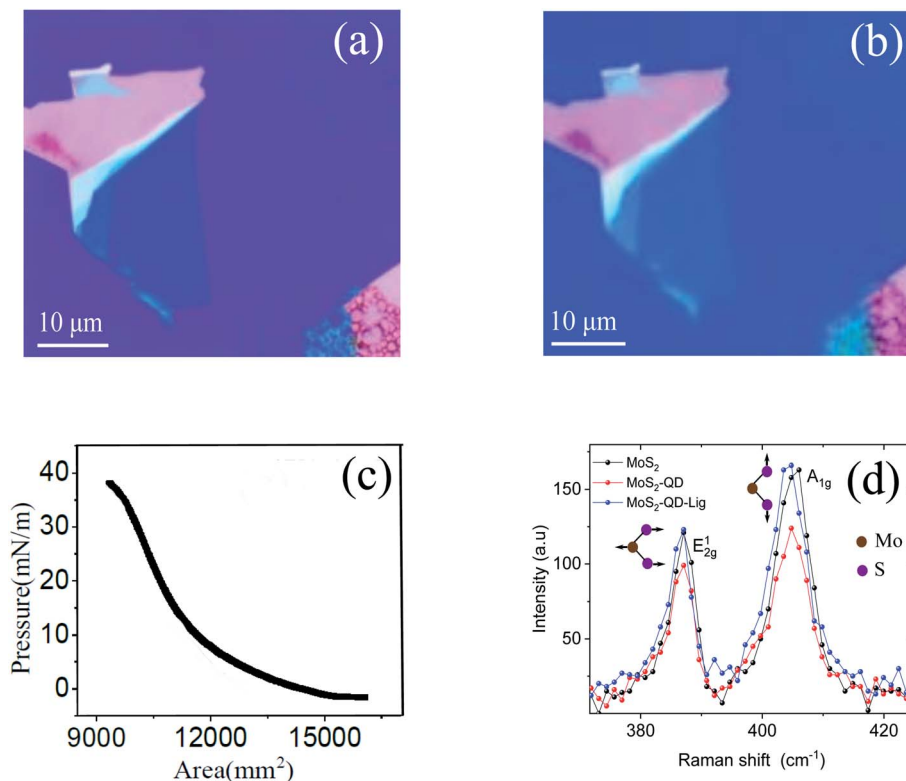 (a)
10 μm
(b)
10 μm
(c)
Pressure(mN/m)
40
30
20
10
0
9000 12000 15000
Area(mm²)
(d)
MoS₂
MoS₂-QD
MoS₂-QD-Lig
E¹₂g
A₁g
Mo
S
Intensity (a.u)
150
100
50
380 400 420
Raman shift (cm⁻¹)